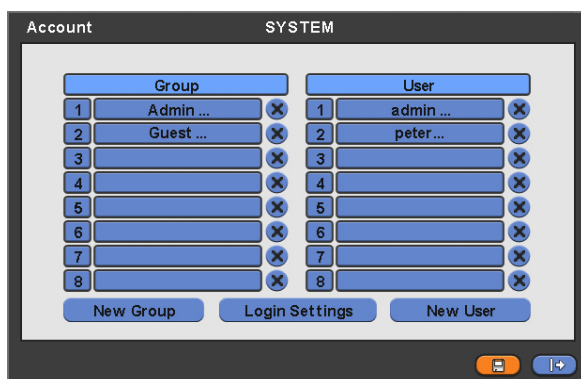 Account SYSTEM
Group User
1 Admin ... 1 admin ...
2 Guest ... 2 peter...
3 3
4 4
5 5
6 6
7 7
8 8
New Group Login Settings New User